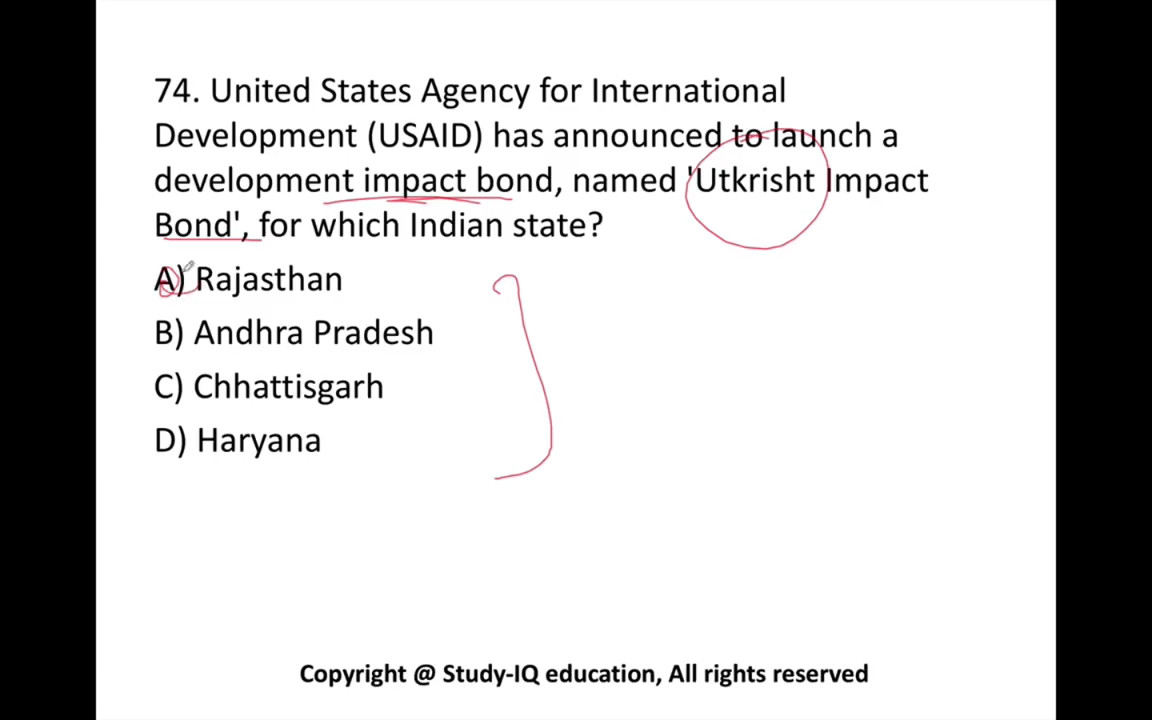 74. United States Agency for International
Development (USAID) has announced to launch a
development impact bond, named 'Utkrisht Impact
Bond', for which Indian state?
A) Rajasthan
B) Andhra Pradesh
C) Chhattisgarh
D) Haryana
Copyright @ Study-IQ education, All rights reserved